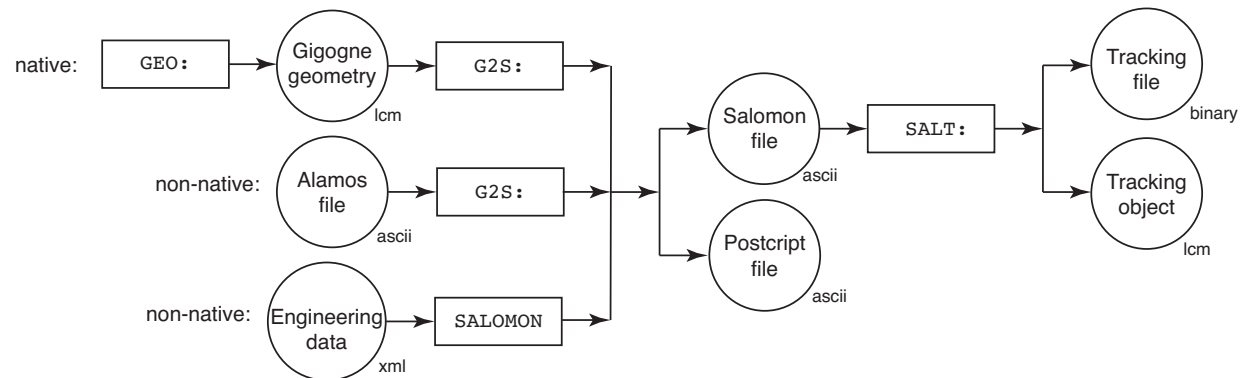 native:
GEO:
Gigogne
geometry
lcm
G2S:
non-native:
Alamos
file
ascii
G2S:
non-native:
Engineering
data
xml
SALOMON
Salomon
file
ascii
Postcript
file
ascii
SALT:
Tracking
file
binary
Tracking
object
lcm